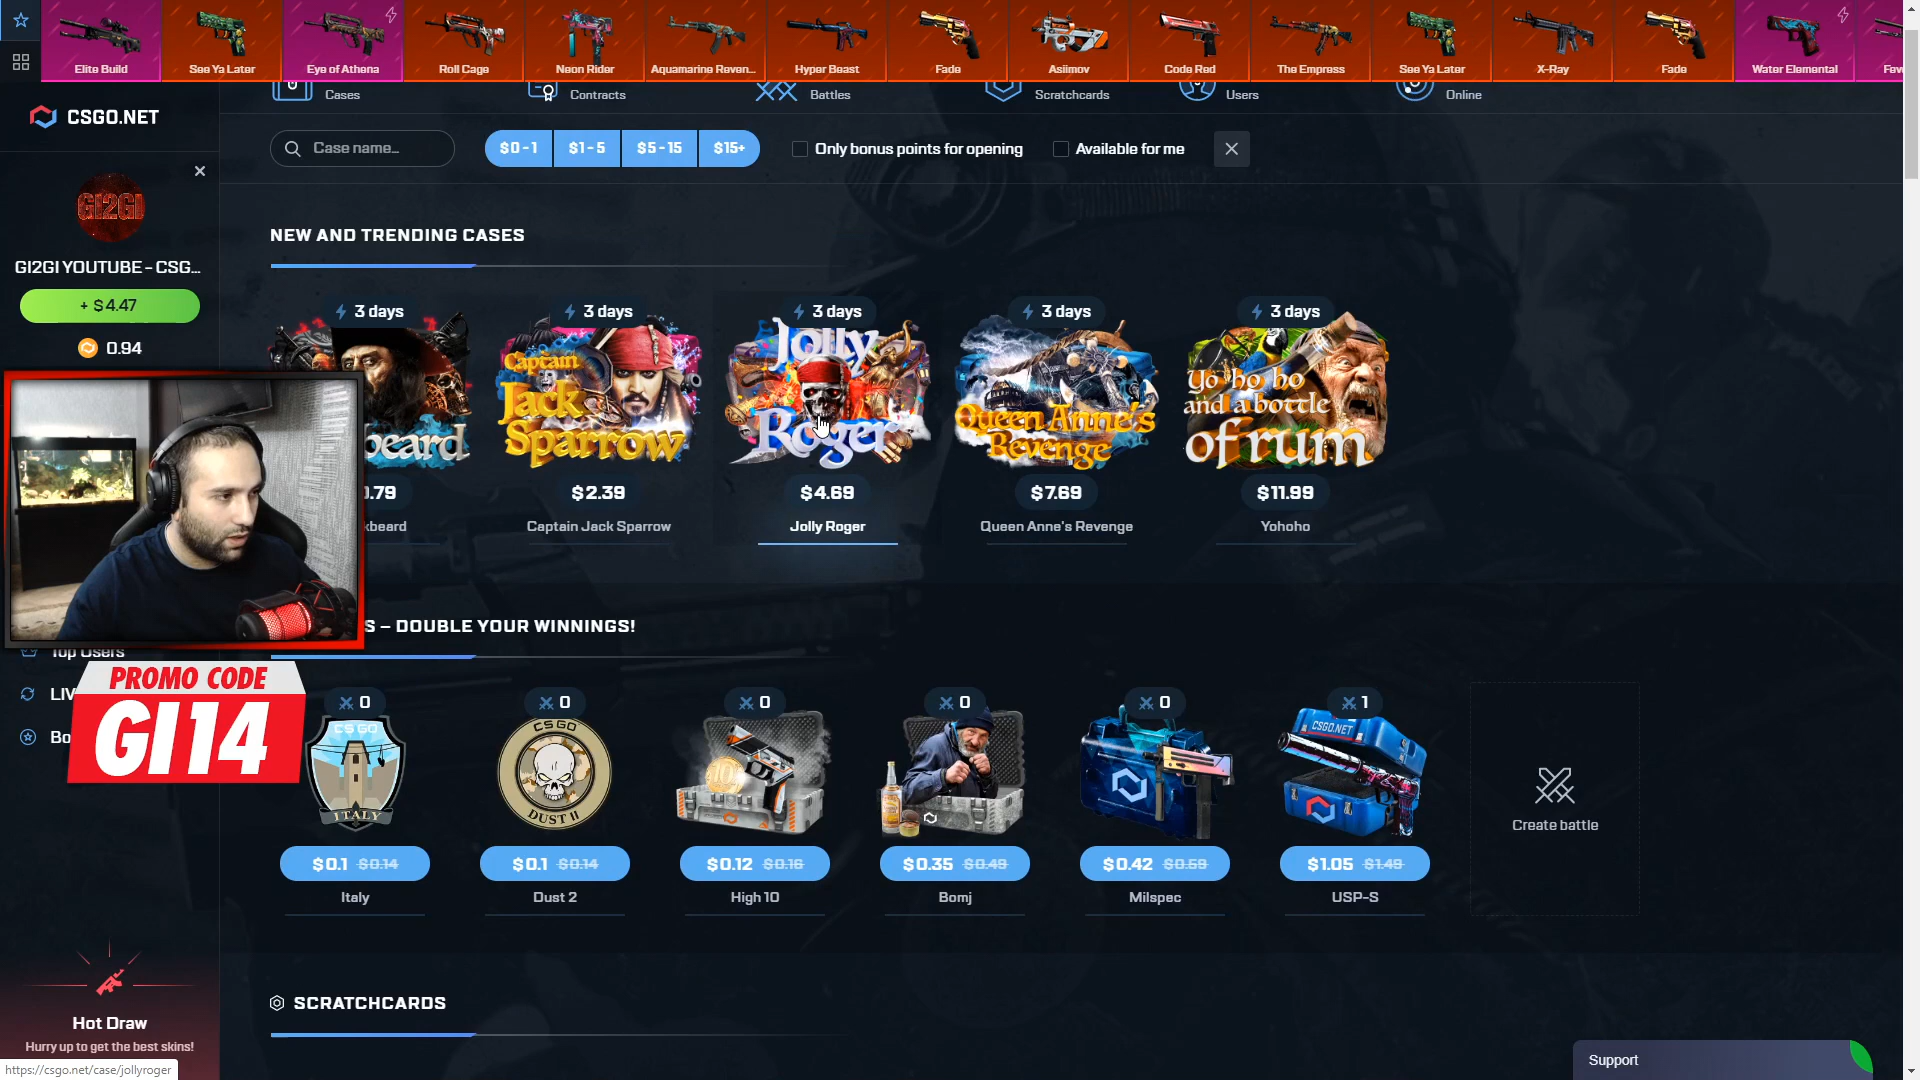 Elite Build
See Ya Later
Eye of Athena
Roll Cage
Neon Rider
Aquamarine Reven...
Hyper Beast
Fade
Asiimov
Code Red
The Empress
See Ya Later
X-Ray
Fade
Water Elemental
Cases
Contracts
Battles
Scratchcards
Users
Online
CSGO.NET
Case name...
$0-1
$1-5
$5-15
$15+
Only bonus points for opening
Available for me
GI2GI
GI2GI YOUTUBE - CSG...
+ $4.47
0.94
NEW AND TRENDING CASES
3 days
3 days
3 days
3 days
3 days
beard
Captain
Jack
Sparrow
Jolly
Roger
Queen Anne's
Revenge
Yo ho ho
and a bottle
of rum
.79
$2.39
$4.69
$7.69
$11.99
kbeard
Captain Jack Sparrow
Jolly Roger
Queen Anne's Revenge
Yohoho
S – DOUBLE YOUR WINNINGS!
Top Users
LIV
Bo
PROMO CODE
GI14
0
0
0
0
0
1
CS GO
ITALY
CS GO
DUST II
10
CSGO.NET
$0.1 $0.14
$0.1 $0.14
$0.12 $0.16
$0.35 $0.49
$0.42 $0.59
$1.05 $1.49
Italy
Dust 2
High 10
Bomj
Milspec
USP-S
Create battle
SCRATCHCARDS
Hot Draw
Hurry up to get the best skins!
https://csgo.net/case/jollyroger
Support